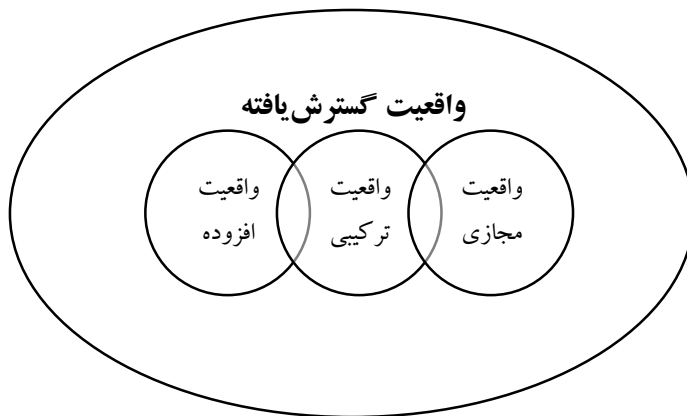 واقعیت گسترش‌یافته
واقعیت
مجازی
واقعیت
ترکیبی
واقعیت
افزوده